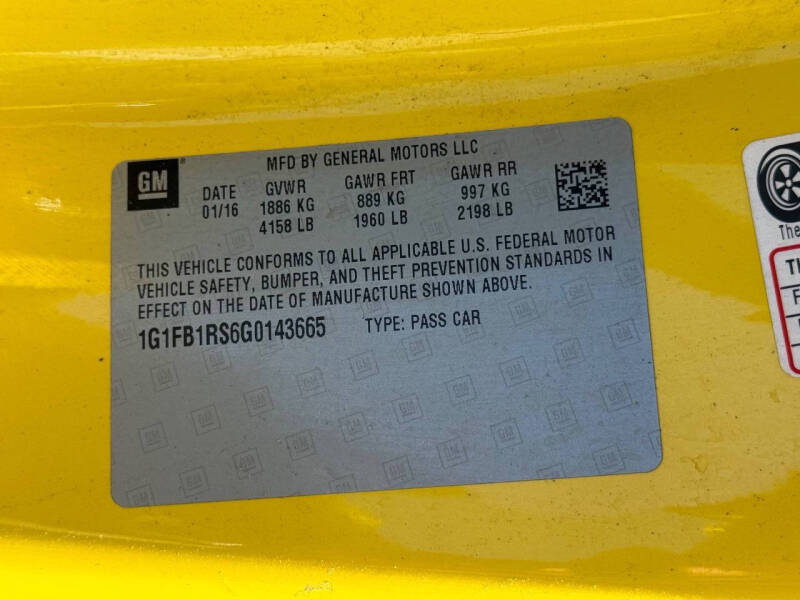 GM
MFD BY GENERAL MOTORS LLC
DATE GVWR GAWR FRT GAWR RR
01/16 1886 KG 889 KG 997 KG
4158 LB 1960 LB 2198 LB
THIS VEHICLE CONFORMS TO ALL APPLICABLE U.S. FEDERAL MOTOR
VEHICLE SAFETY, BUMPER, AND THEFT PREVENTION STANDARDS IN
EFFECT ON THE DATE OF MANUFACTURE SHOWN ABOVE.
1G1FB1RS6G0143665 TYPE: PASS CAR
The